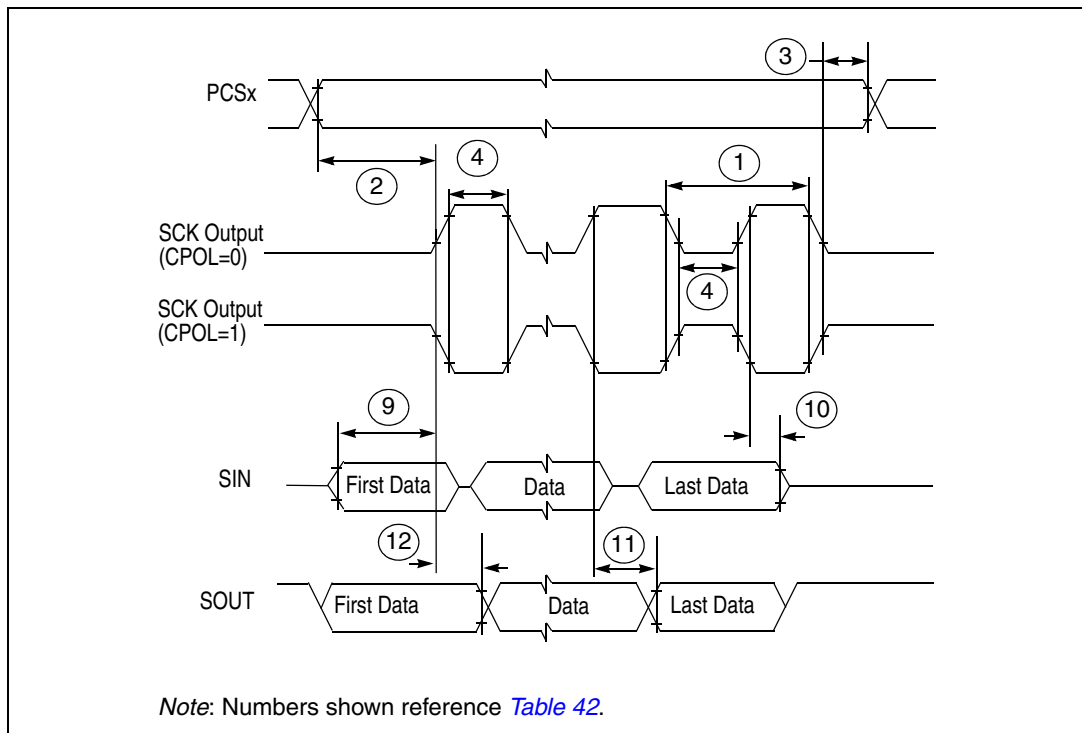 3
PCSx
2
4
1
SCK Output
(CPOL=0)
4
SCK Output
(CPOL=1)
9
10
SIN
First Data
Data
Last Data
12
11
SOUT
First Data
Data
Last Data
Note: Numbers shown reference Table 42.